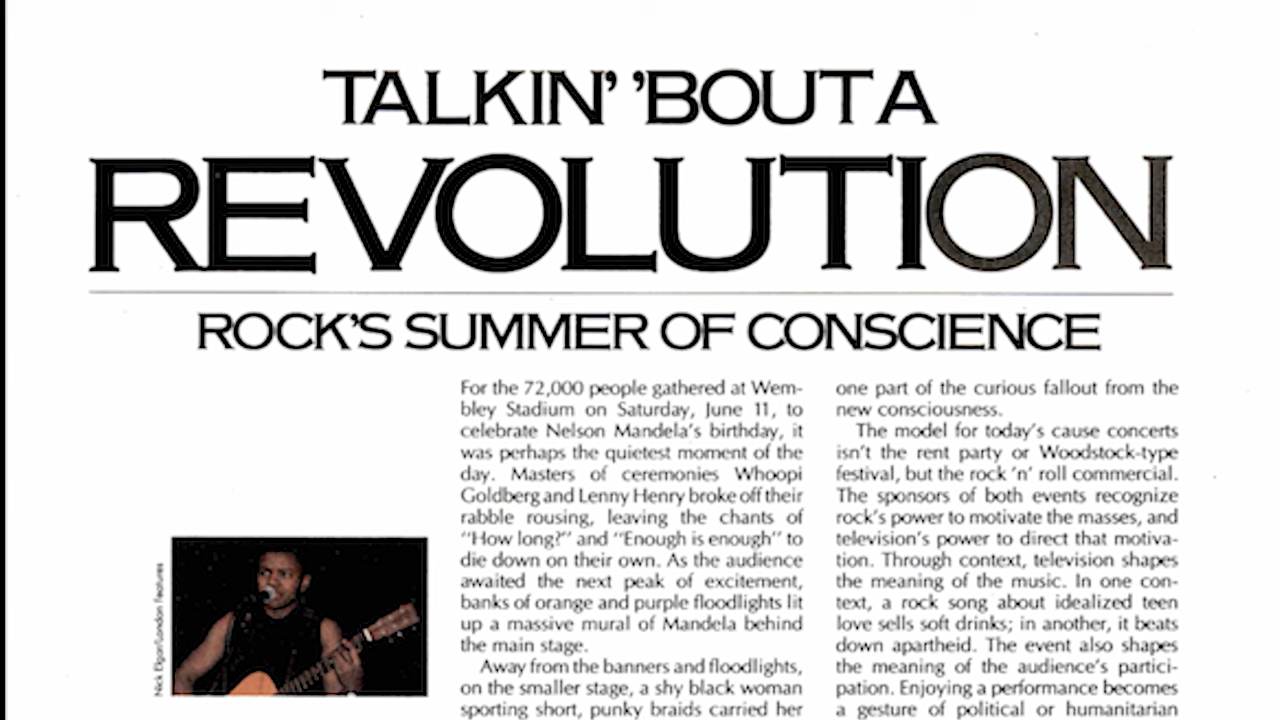 TALKIN' 'BOUT A
REVOLUTION
ROCK'S SUMMER OF CONSCIENCE
For the 72,000 people gathered at Wem-
bley Stadium on Saturday, June 11, to
celebrate Nelson Mandela's birthday, it
was perhaps the quietest moment of the
day. Masters of ceremonies Whoopi
Goldberg and Lenny Henry broke off their
rabble rousing, leaving the chants of
"How long?" and "Enough is enough" to
die down on their own. As the audience
awaited the next peak of excitement,
banks of orange and purple floodlights lit
up a massive mural of Mandela behind
the main stage.
Away from the banners and floodlights,
on the smaller stage, a shy black woman
sporting short, punky braids carried her
one part of the curious fallout from the
new consciousness.
The model for today's cause concerts
isn't the rent party or Woodstock-type
festival, but the rock 'n' roll commercial.
The sponsors of both events recognize
rock's power to motivate the masses, and
television's power to direct that motiva-
tion. Through context, television shapes
the meaning of the music. In one con-
text, a rock song about idealized teen
love sells soft drinks; in another, it beats
down apartheid. The event also shapes
the meaning of the audience's partici-
pation. Enjoying a performance becomes
a gesture of political or humanitarian
Nick Elgar/London Features